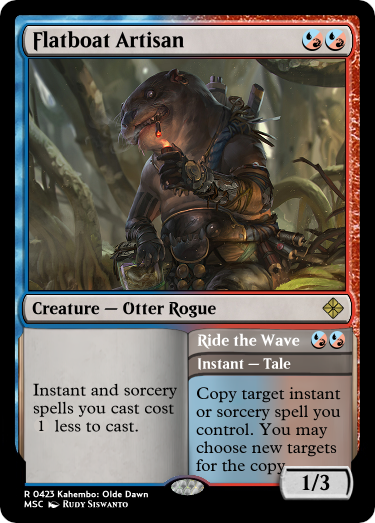 Flatboat Artisan
Creature — Otter Rogue
Instant and sorcery
spells you cast cost
1 less to cast.
Ride the Wave
Instant — Tale
Copy target instant
or sorcery spell you
control. You may
choose new targets
for the copy
1/3
R 0423 Kahembo: Olde Dawn
MSC Rudy Siswanto